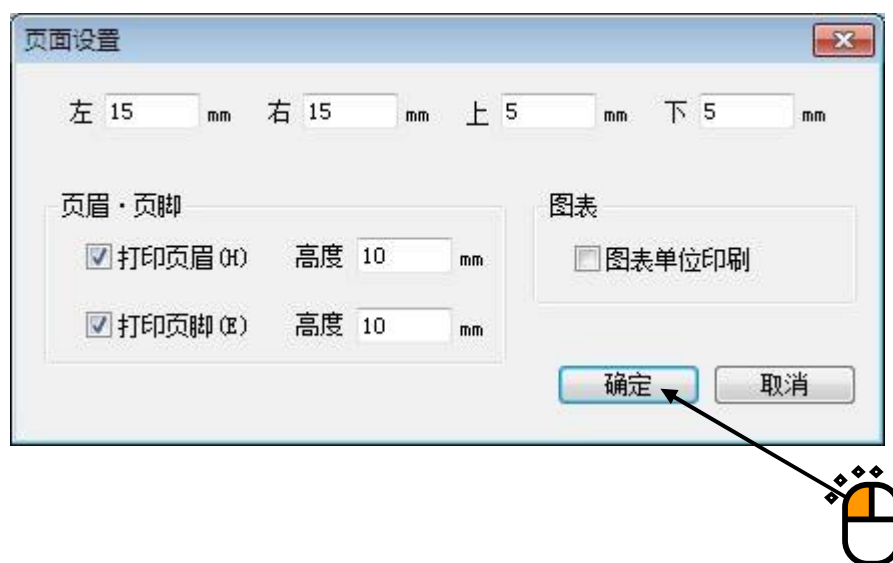 页面设置
左 15 mm 右 15 mm 上 5 mm 下 5 mm
页眉・页脚
打印页眉(H) 高度 10 mm
打印页脚(E) 高度 10 mm
图表
图表单位印刷
确定 取消